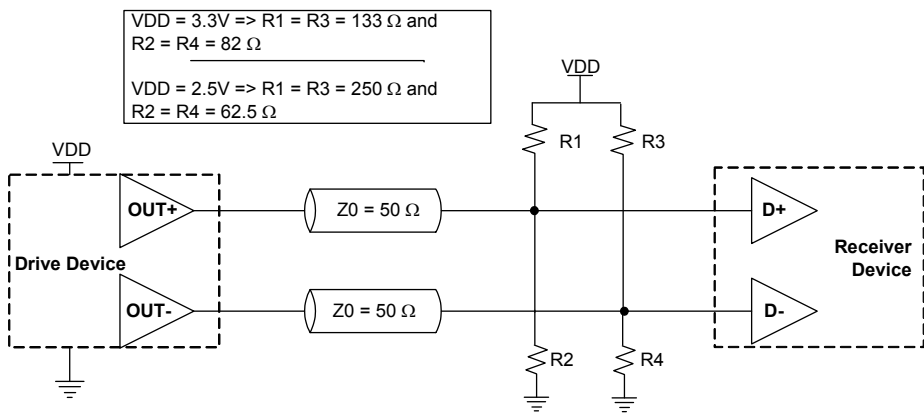 VDD = 3.3V => R1 = R3 = 133 Ω and
R2 = R4 = 82 Ω
VDD = 2.5V => R1 = R3 = 250 Ω and
R2 = R4 = 62.5 Ω
VDD
R1
R3
VDD
OUT+
Z0 = 50 Ω
D+
Drive Device
Receiver
Device
OUT-
Z0 = 50 Ω
D-
R2
R4